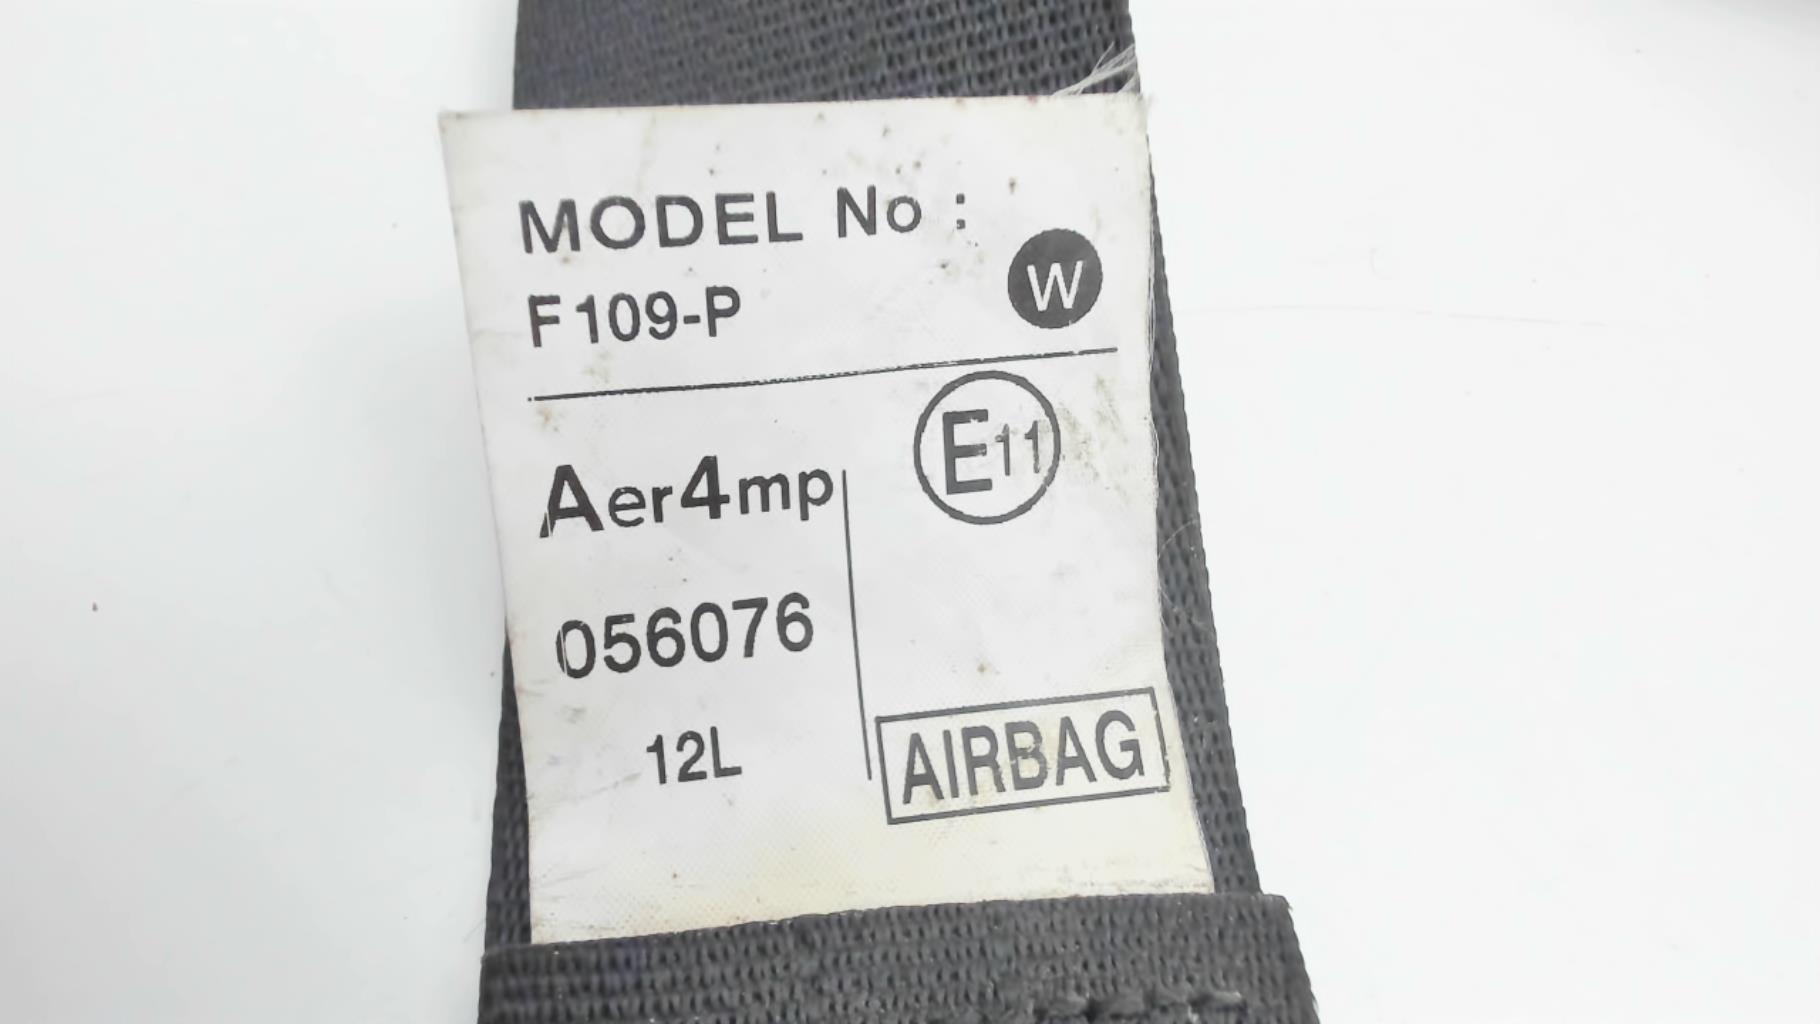 MODEL No :
F109-P
W
E11
Aer4mp
056076
12L
AIRBAG